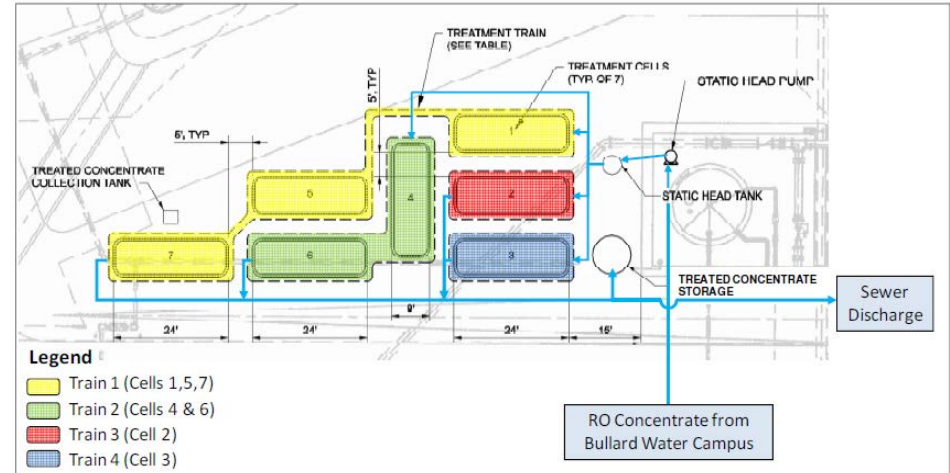 TREATMENT TRAIN
(SEE TABLE)
TREATMENT CELLS
(TYP. OF 7)
STATIC HEAD PUMP
5', TYP
6', TYP
TREATED CONCENTRATE
COLLECTION TANK
1
5
4
2
STATIC HEAD TANK
7
6
3
TREATED CONCENTRATE
STORAGE
Sewer
Discharge
24'
24'
9'
24'
15'
Legend
Train 1 (Cells 1,5,7)
Train 2 (Cells 4 & 6)
Train 3 (Cell 2)
Train 4 (Cell 3)
RO Concentrate from
Bullard Water Campus